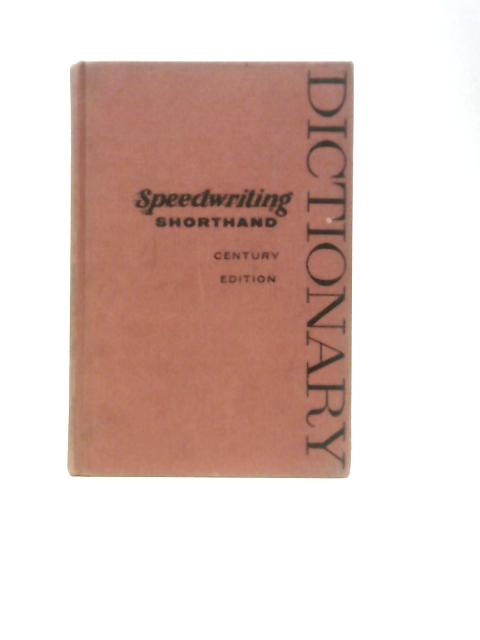 Speedwriting
SHORTHAND
CENTURY
EDITION
DICTIONARY